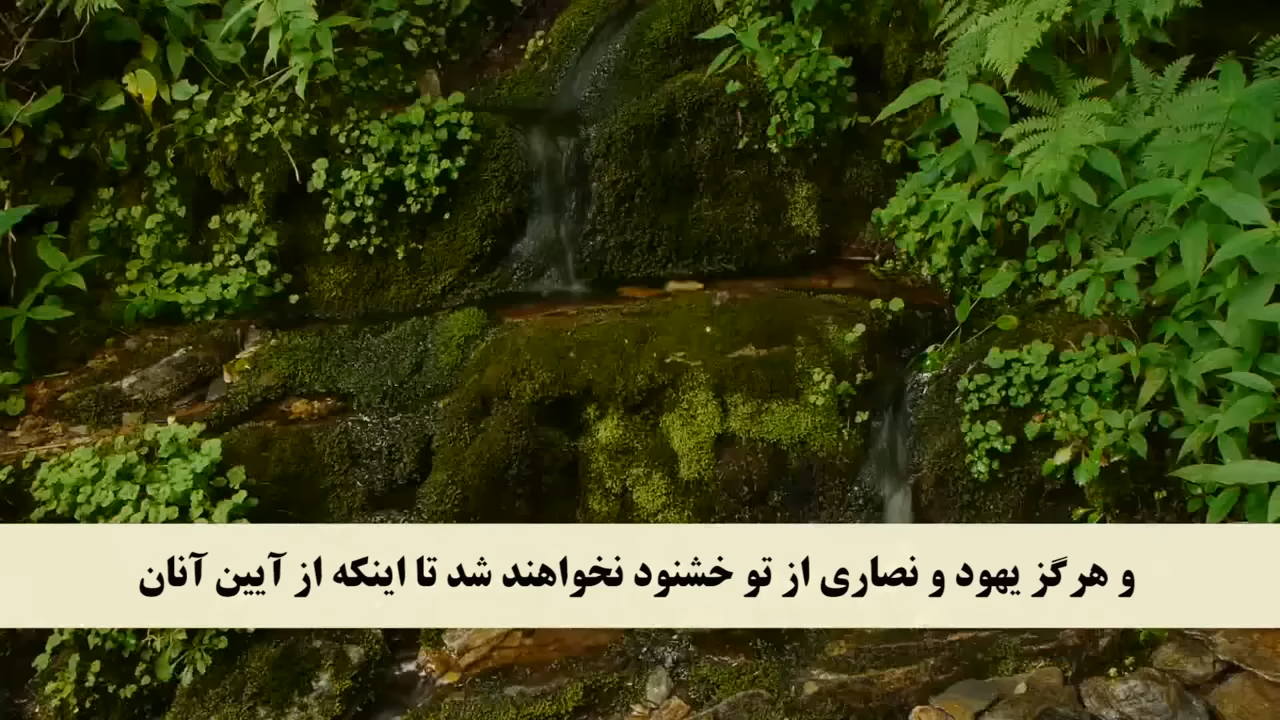 و هرگز یهود و نصاری از تو خشنود نخواهند شد تا اینکه از آیین آنان